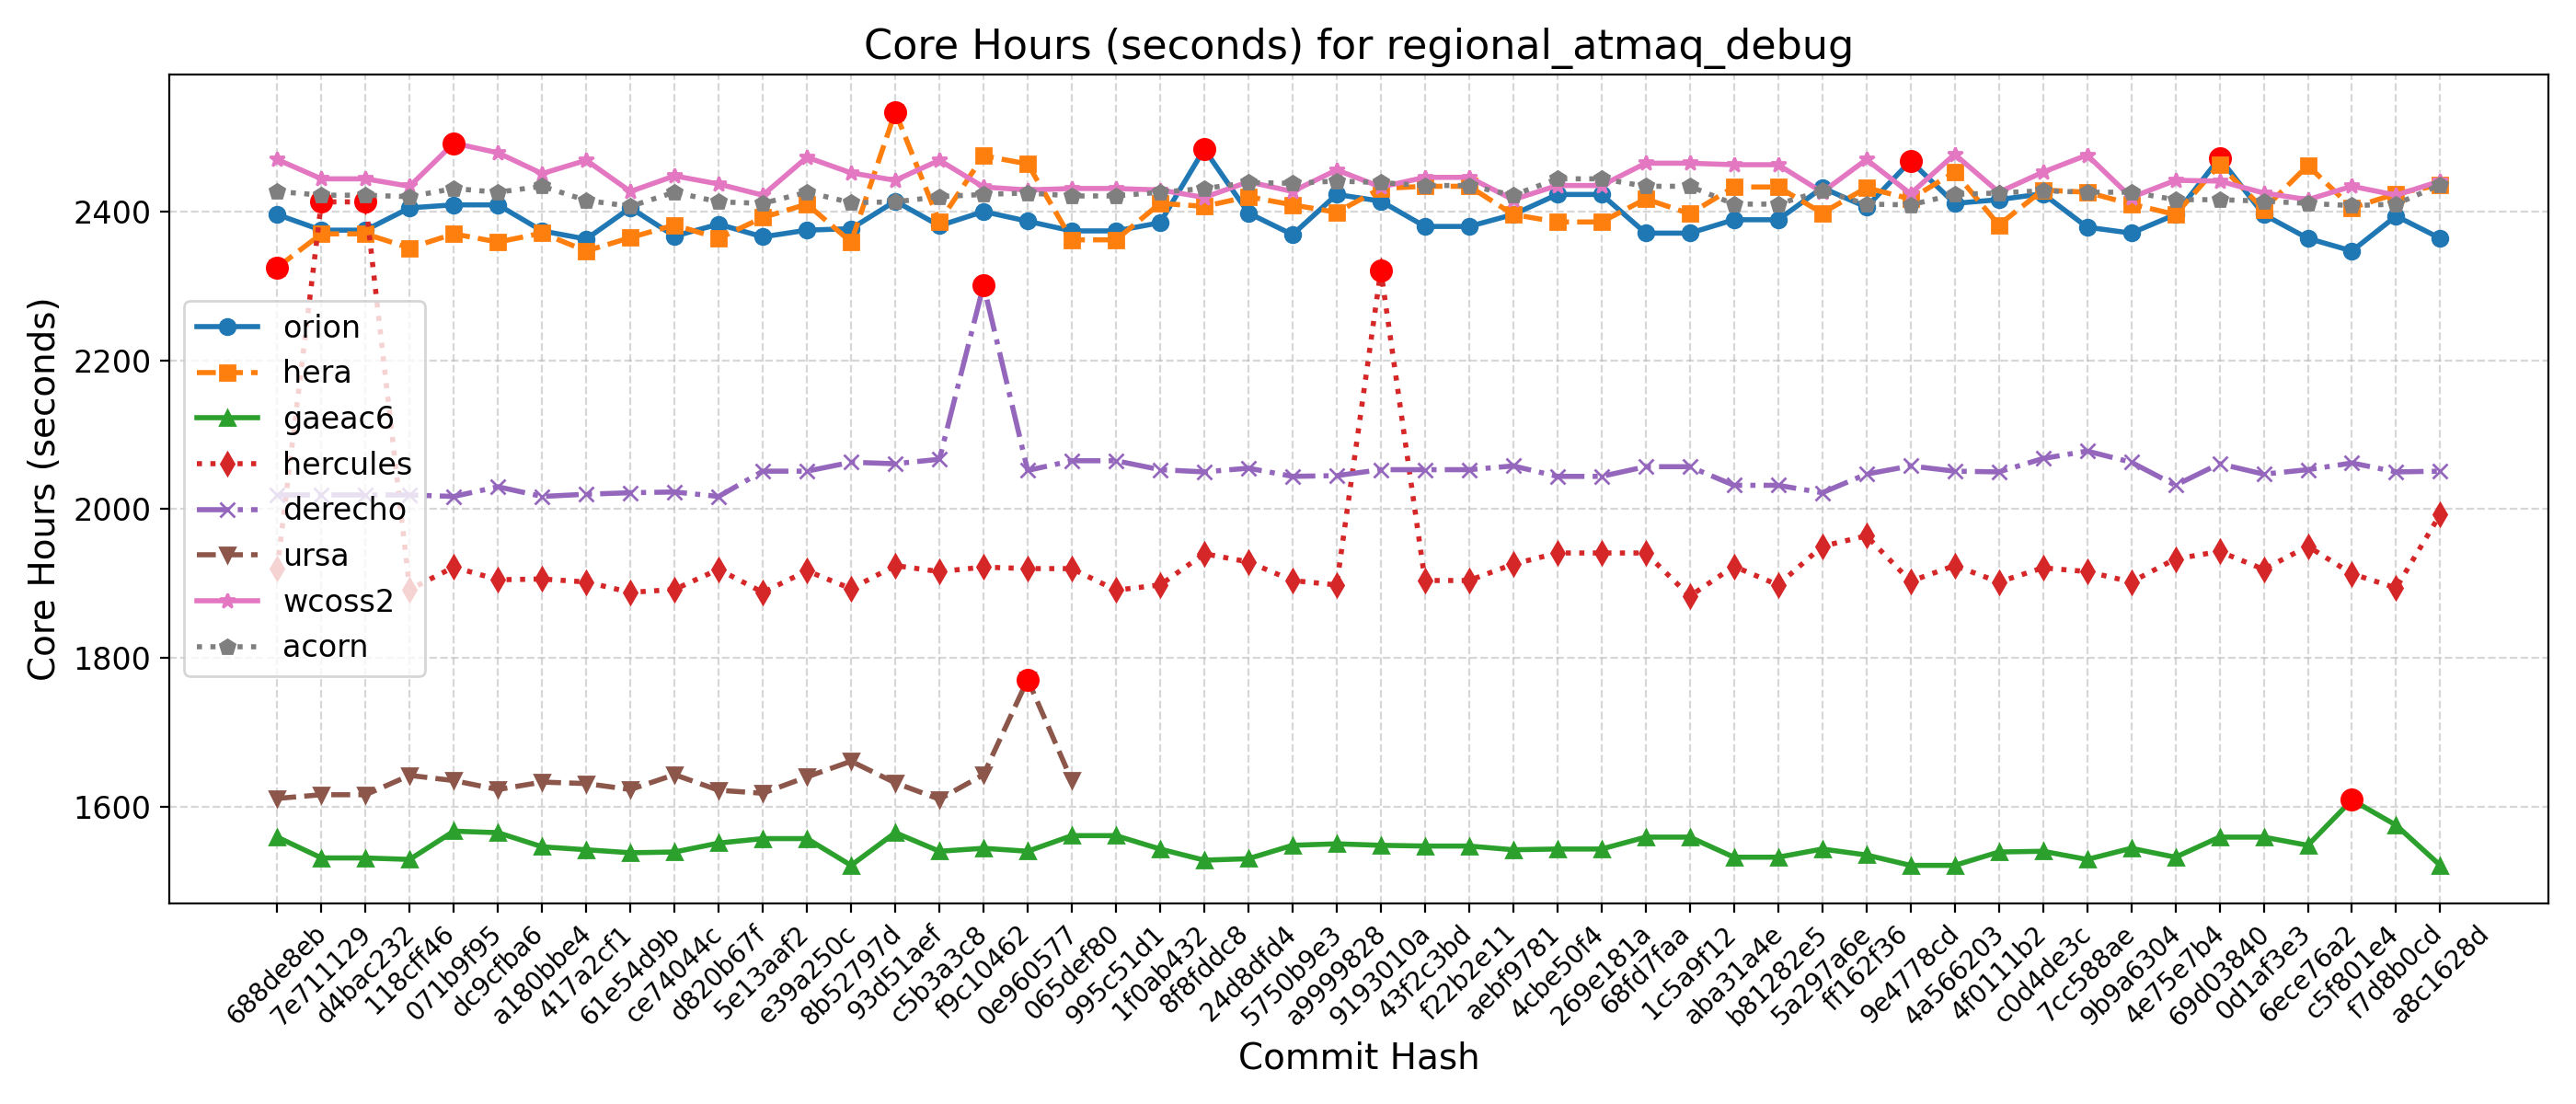 Core Hours (seconds) for regional_atmaq_debug
Core Hours (seconds)
2400
2200
2000
1800
1600
orion
hera
gaeac6
hercules
derecho
ursa
wcoss2
acorn
688de8eb
7e711129
d4bac232
118cff46
071b9f95
dc9cfba6
a180bbe4
417a2cf1
61e54d9b
ce74044c
d820b67f
5e13aaf2
e39a250c
8b52797d
93d51aef
c5b3a3c8
f9c10462
0e960577
065def80
995c51d1
1f0ab432
8f8fddc8
24d8dfd4
5750b9e3
a9999828
9193010a
43f2c3bd
f22b2e11
aebf9781
4cbe50f4
269e181a
68fd7faa
1c5a9f12
aba31a4e
b81282e5
5a297a6e
ff162f36
9e4778cd
4a566203
4f0111b2
c0d4de3c
7cc588ae
9b9a6304
4e75e7b4
69d03840
0d1af3e3
6ece76a2
c5f801e4
f7d8b0cd
a8c1628d
Commit Hash